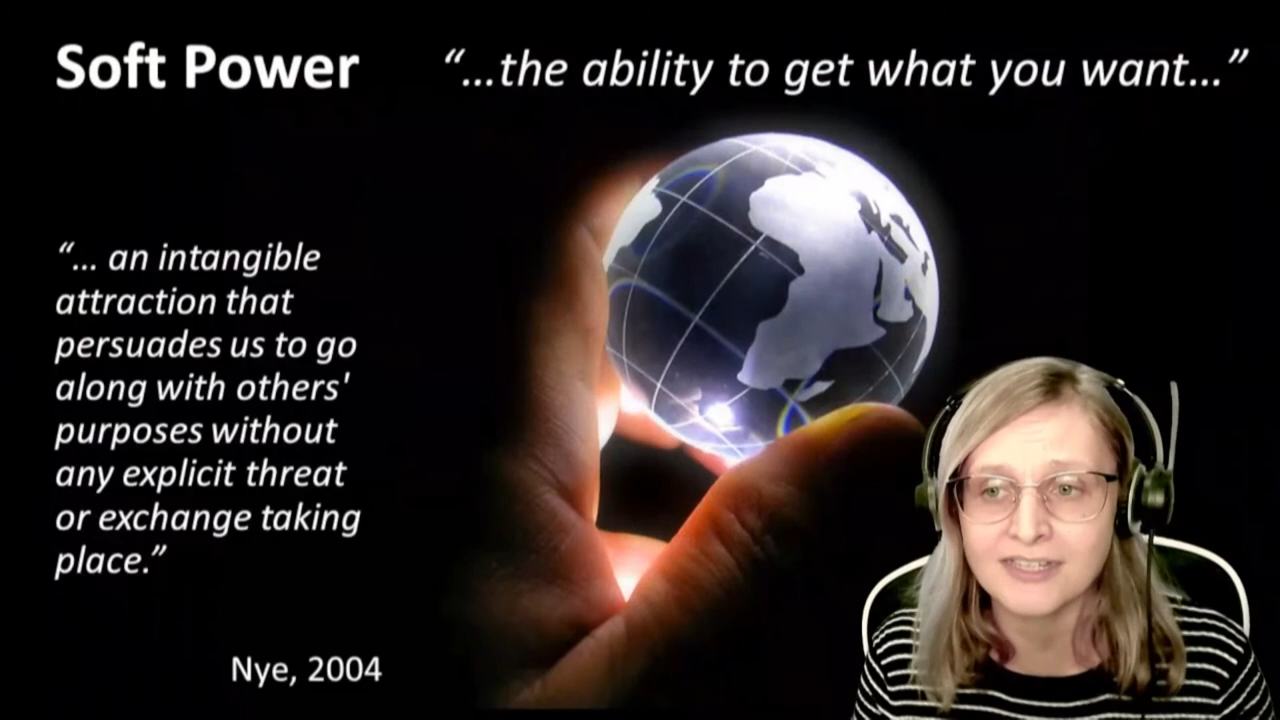 Soft Power
“...the ability to get what you want...”
“... an intangible
attraction that
persuades us to go
along with others'
purposes without
any explicit threat
or exchange taking
place.”
Nye, 2004